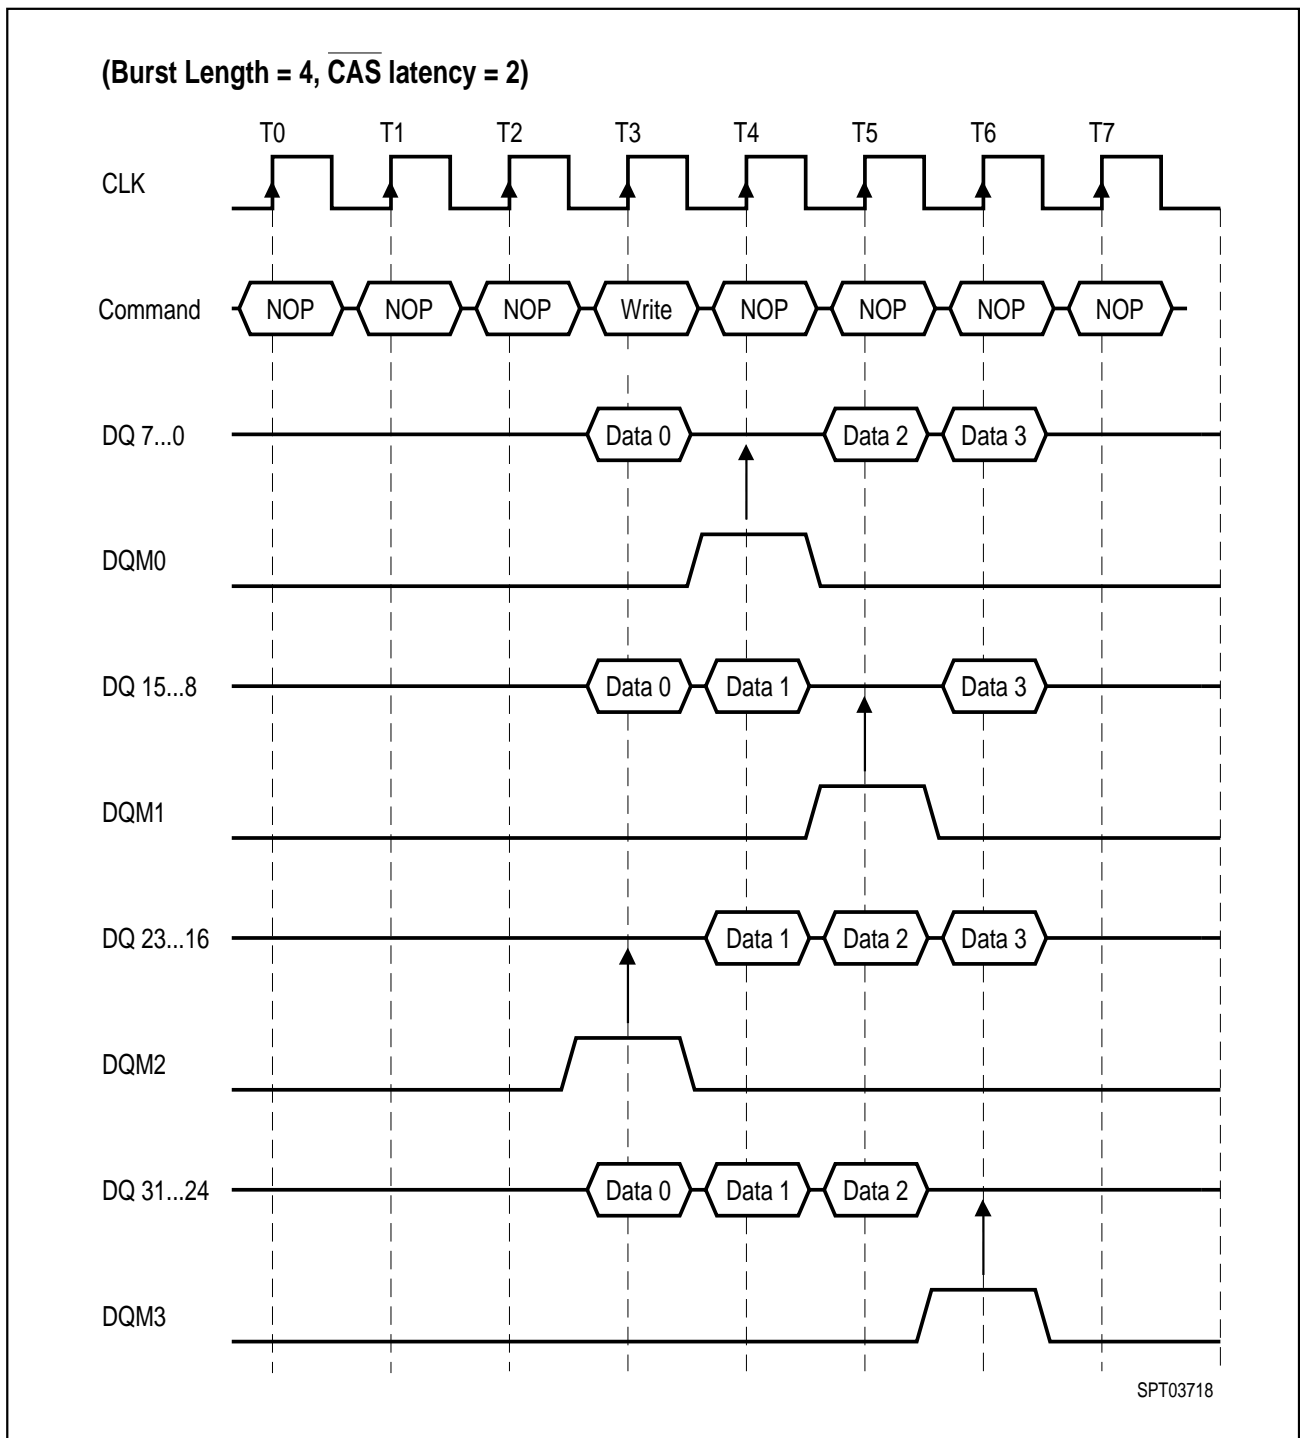 (Burst Length = 4, CAS latency = 2)
T0 T1 T2 T3 T4 T5 T6 T7
CLK
Command NOP NOP NOP Write NOP NOP NOP NOP
DQ 7...0 Data 0 Data 2 Data 3
DQM0
DQ 15...8 Data 0 Data 1 Data 3
DQM1
DQ 23...16 Data 1 Data 2 Data 3
DQM2
DQ 31...24 Data 0 Data 1 Data 2
DQM3
SPT03718